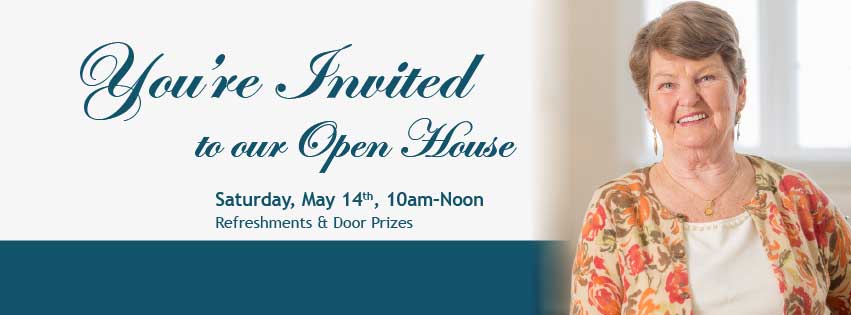 You're Invited
to our Open House
Saturday, May 14th, 10am-Noon
Refreshments & Door Prizes